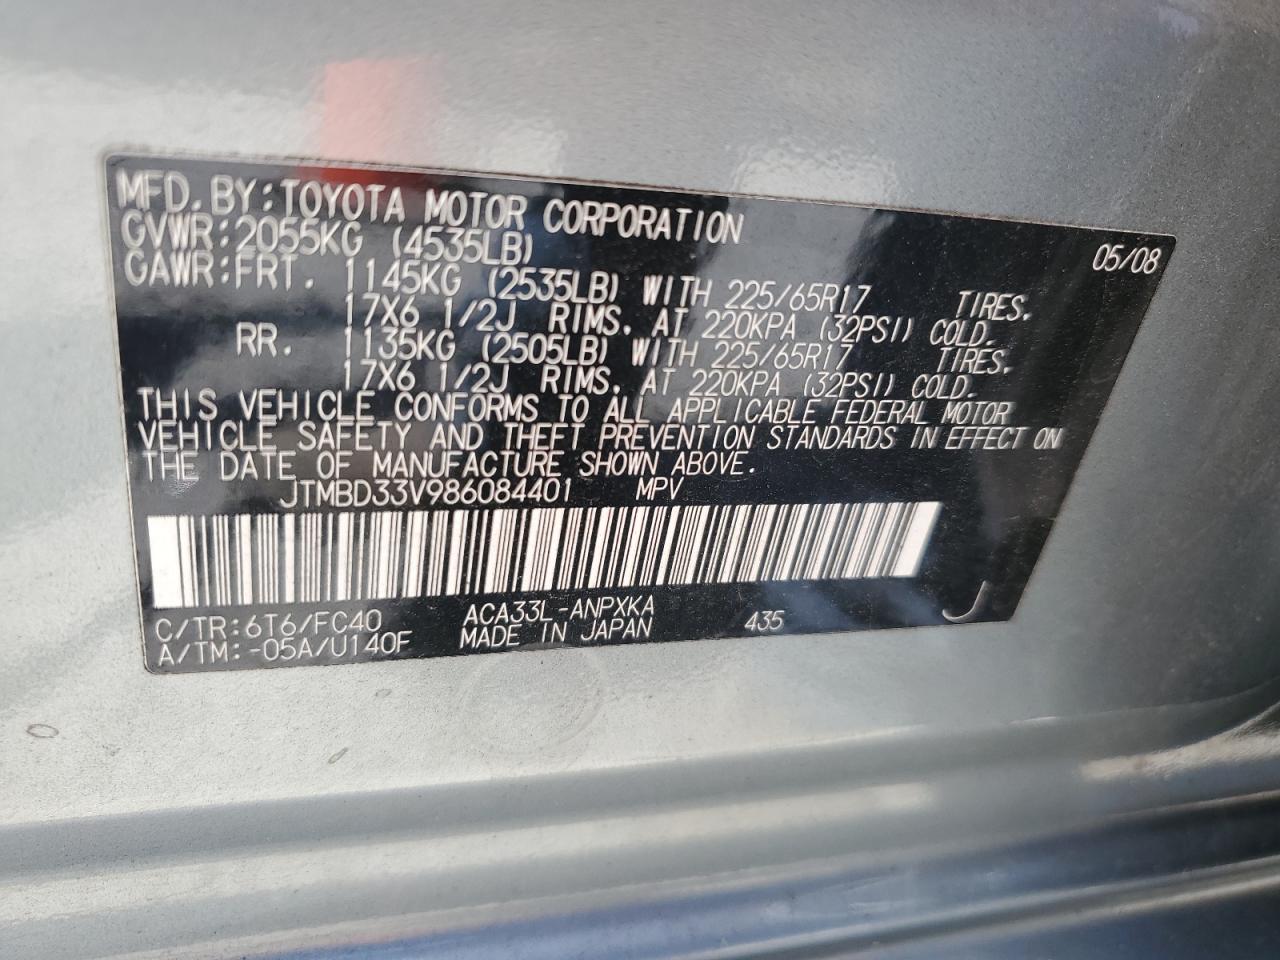 MFD. BY: TOYOTA MOTOR CORPORATION 05/08
GVWR: 2055KG (4535LB)
GAWR: FRT. 1145KG (2535LB) WITH 225/65R17 TIRES.
17X6 1/2J RIMS. AT 220KPA (32PSI) COLD.
RR. 1135KG (2505LB) WITH 225/65R17 TIRES.
17X6 1/2J RIMS. AT 220KPA (32PSI) COLD.
THIS VEHICLE CONFORMS TO ALL APPLICABLE FEDERAL MOTOR
VEHICLE SAFETY AND THEFT PREVENTION STANDARDS IN EFFECT ON
THE DATE OF MANUFACTURE SHOWN ABOVE.
JTMBD33V986084401 MPV
C/TR: 6T6/FC40 ACA33L-ANPXKA 435 J
A/TM: -05A/U140F MADE IN JAPAN